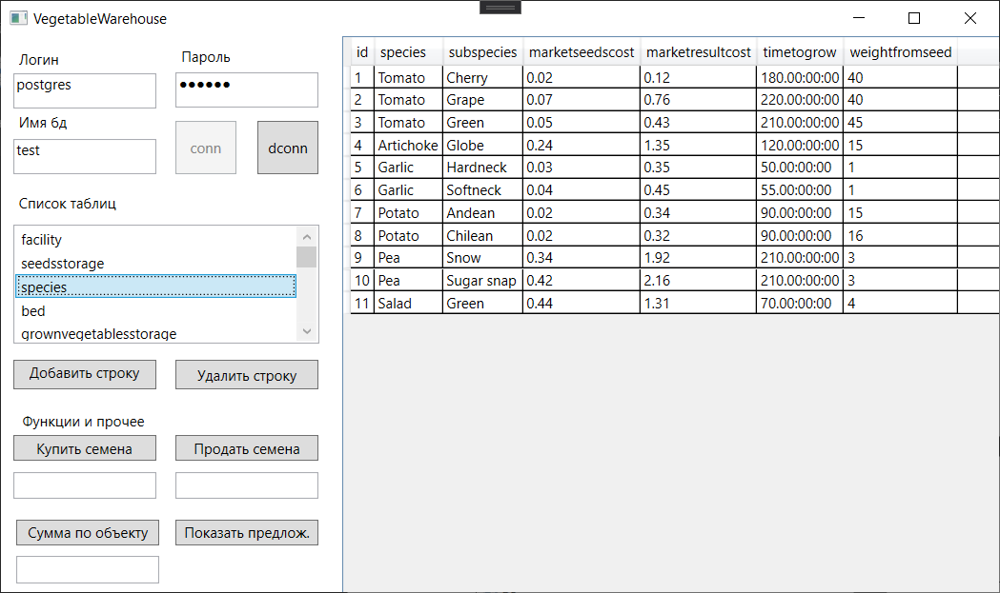 VegetableWarehouse
Логин
Пароль
postgres
●●●●●●
Имя бд
test
conn
dconn
Список таблиц
facility
seedsstorage
species
bed
grownvegetablesstorage
Добавить строку
Удалить строку
Функции и прочее
Купить семена
Продать семена
Сумма по объекту
Показать предлож.
id species subspecies marketseedscost marketresultcost timetogrow weightfromseed
1 Tomato Cherry 0.02 0.12 180.00:00:00 40
2 Tomato Grape 0.07 0.76 220.00:00:00 40
3 Tomato Green 0.05 0.43 210.00:00:00 45
4 Artichoke Globe 0.24 1.35 120.00:00:00 15
5 Garlic Hardneck 0.03 0.35 50.00:00:00 1
6 Garlic Softneck 0.04 0.45 55.00:00:00 1
7 Potato Andean 0.02 0.34 90.00:00:00 15
8 Potato Chilean 0.02 0.32 90.00:00:00 16
9 Pea Snow 0.34 1.92 210.00:00:00 3
10 Pea Sugar snap 0.42 2.16 210.00:00:00 3
11 Salad Green 0.44 1.31 70.00:00:00 4